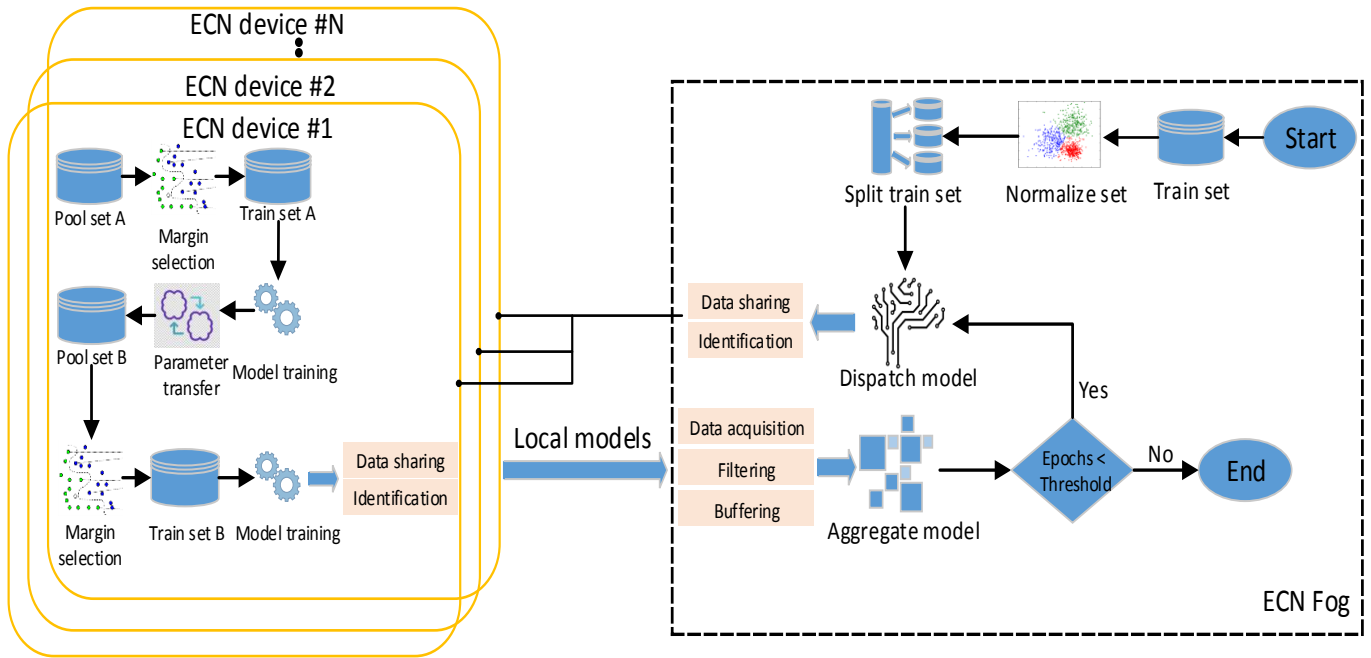 ECN device #N
ECN device #2
ECN device #1
Pool set A
Margin
selection
Train set A
Pool set B
Parameter
transfer
Model training
Margin
selection
Train set B
Model training
Data sharing
Identification
Local models
Start
Train set
Normalize set
Split train set
Data sharing
Identification
Dispatch model
Yes
Data acquisition
Filtering
Buffering
Aggregate model
Epochs <
Threshold
No
End
ECN Fog